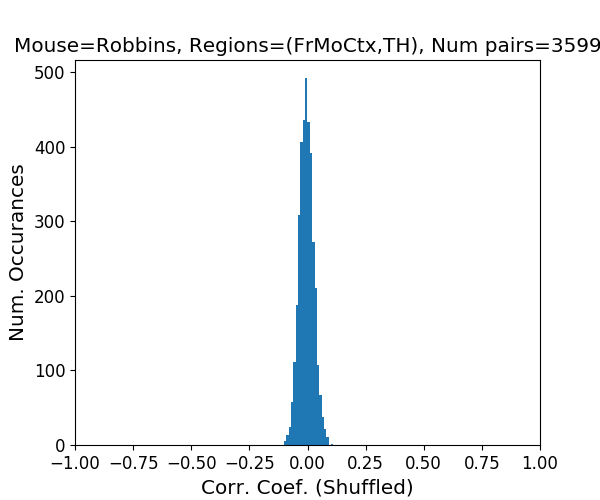 Mouse=Robbins, Regions=(FrMoCtx,TH), Num pairs=3599
500
400
300
200
100
0
Num. Occurances
−1.00 −0.75 −0.50 −0.25 0.00 0.25 0.50 0.75 1.00
Corr. Coef. (Shuffled)